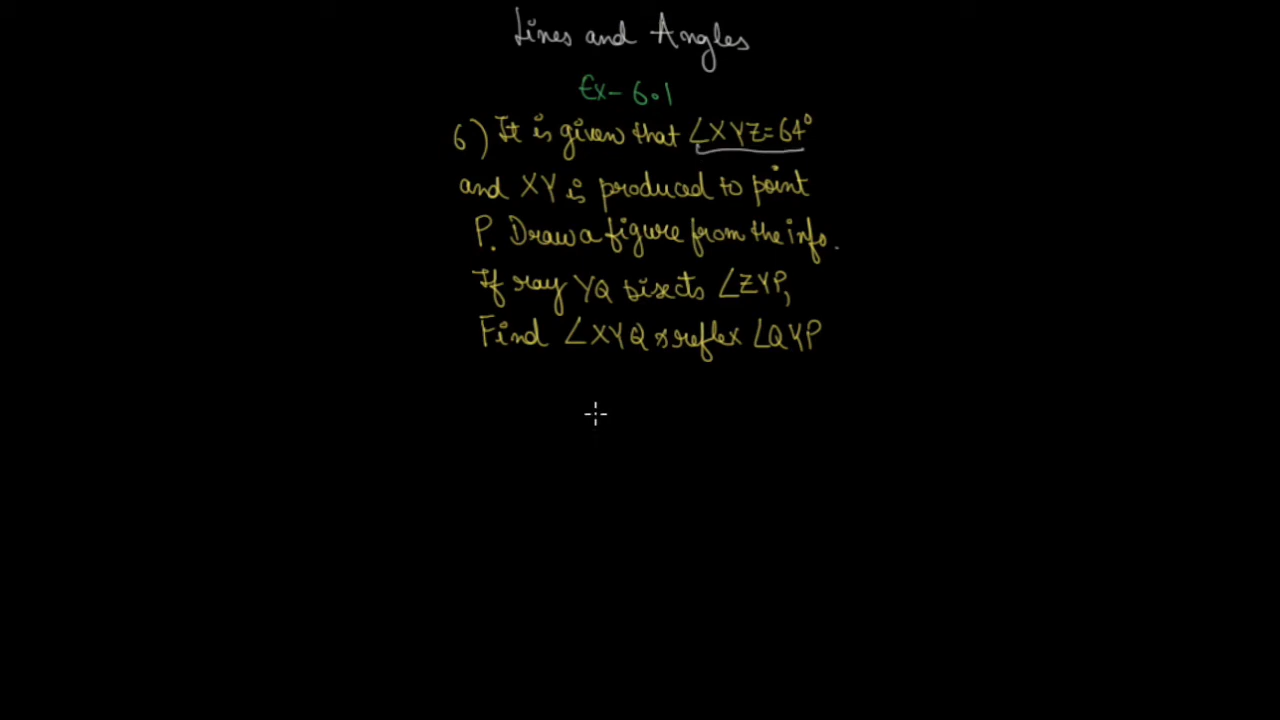 Lines and Angles
Ex- 6.1
6) It is given that ∠XYZ=64°
and XY is produced to point
P. Draw a figure from the info.
If ray YQ bisects ∠ZYP,
Find ∠XYQ & reflex ∠QYP